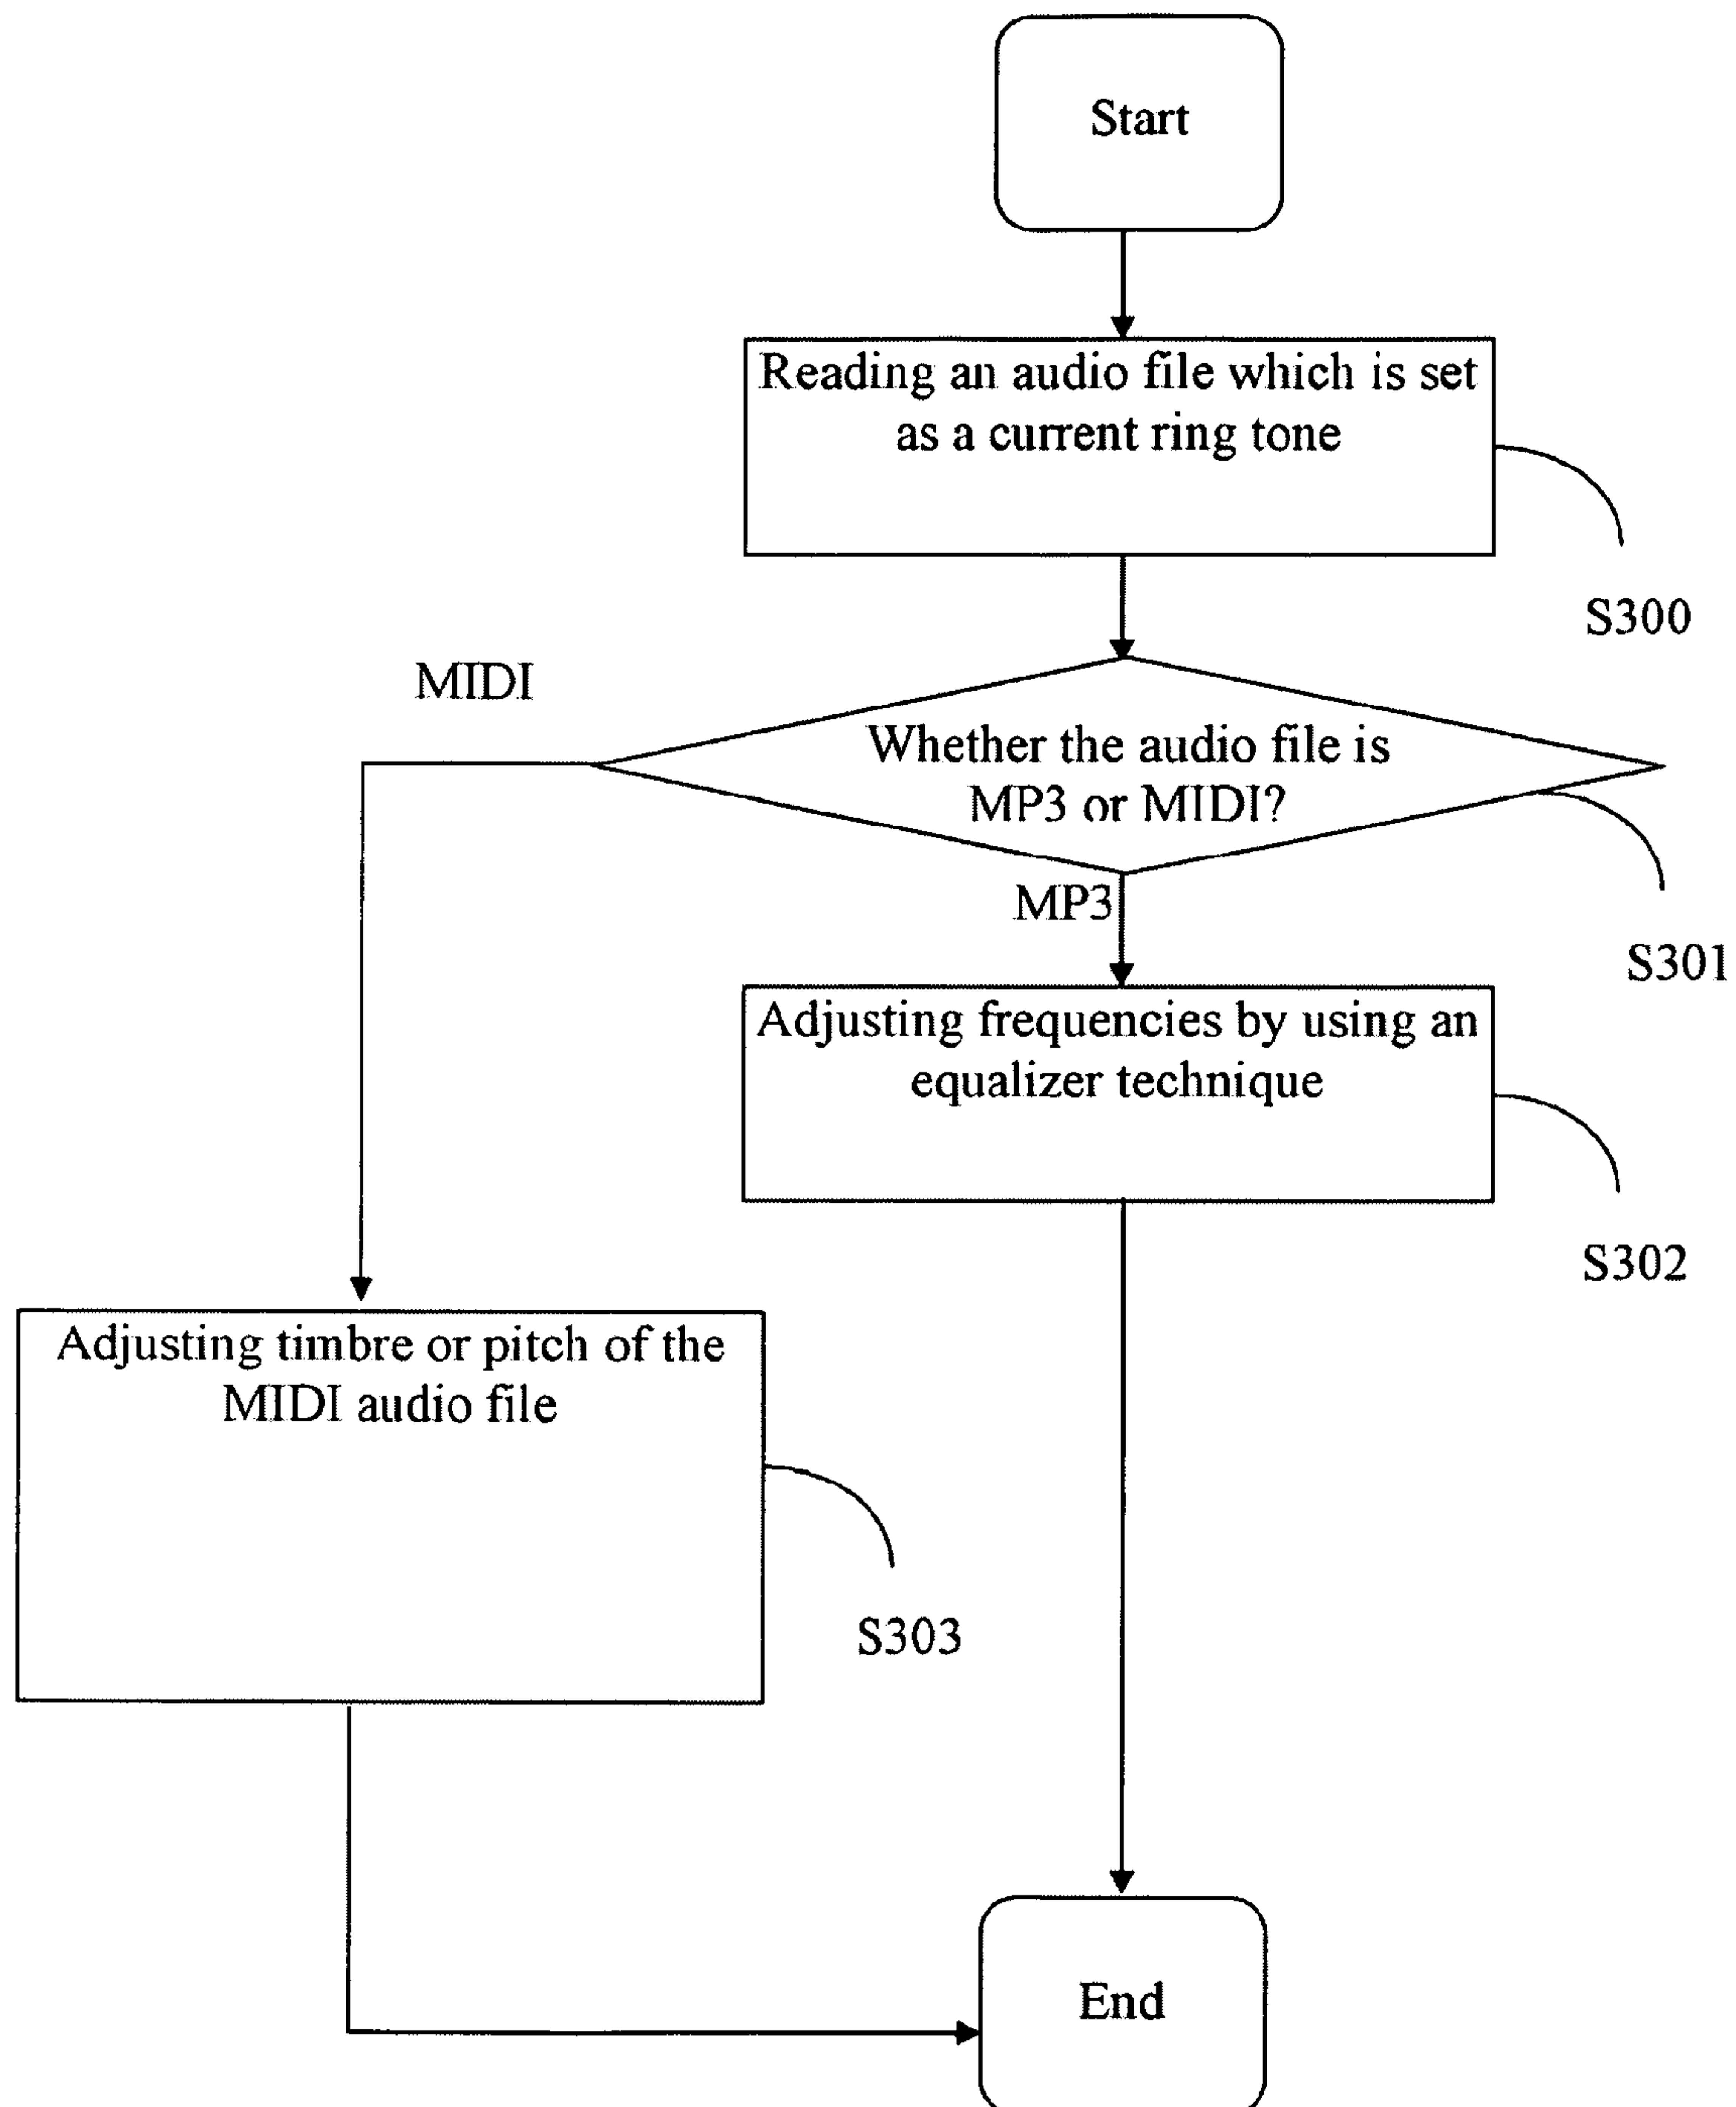 Start
Reading an audio file which is set
as a current ring tone
S300
MIDI
Whether the audio file is
MP3 or MIDI?
MP3
S301
Adjusting frequencies by using an
equalizer technique
S302
Adjusting timbre or pitch of the
MIDI audio file
S303
End